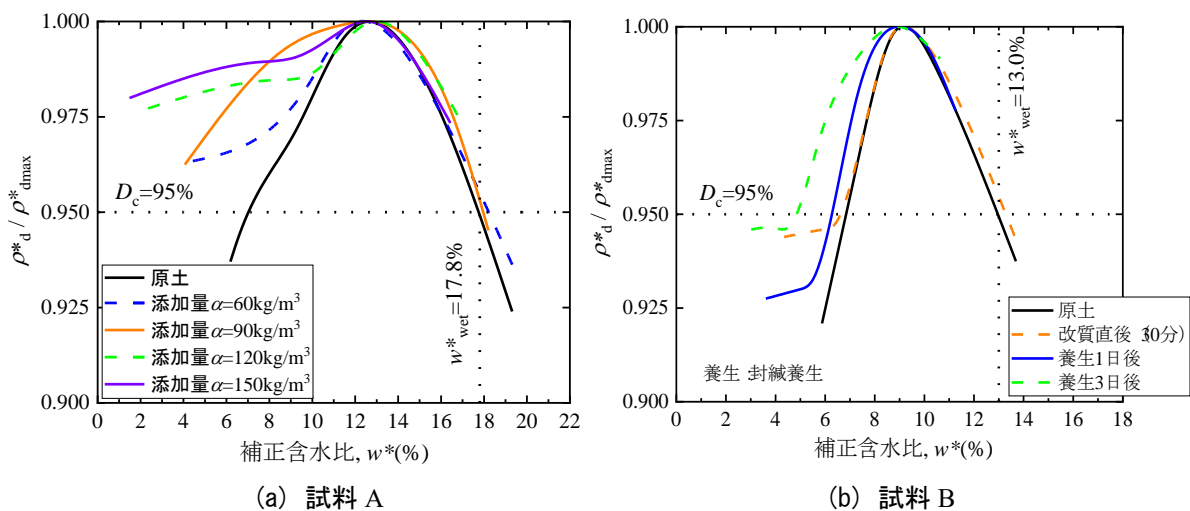 1.000
0.975
0.950
0.925
0.900
ρ*d / ρ*dmax
Dc=95%
w*wet=17.8%
原土
添加量α=60kg/m³
添加量α=90kg/m³
添加量α=120kg/m³
添加量α=150kg/m³
0 2 4 6 8 10 12 14 16 18 20 22
補正含水比, w*(%)
(a) 試料 A
1.000
0.975
0.950
0.925
0.900
ρ*d / ρ*dmax
Dc=95%
w*wet=13.0%
原土
改質直後 (30分)
養生1日後
養生3日後
養生:封緘養生
0 2 4 6 8 10 12 14 16 18
補正含水比, w*(%)
(b) 試料 B